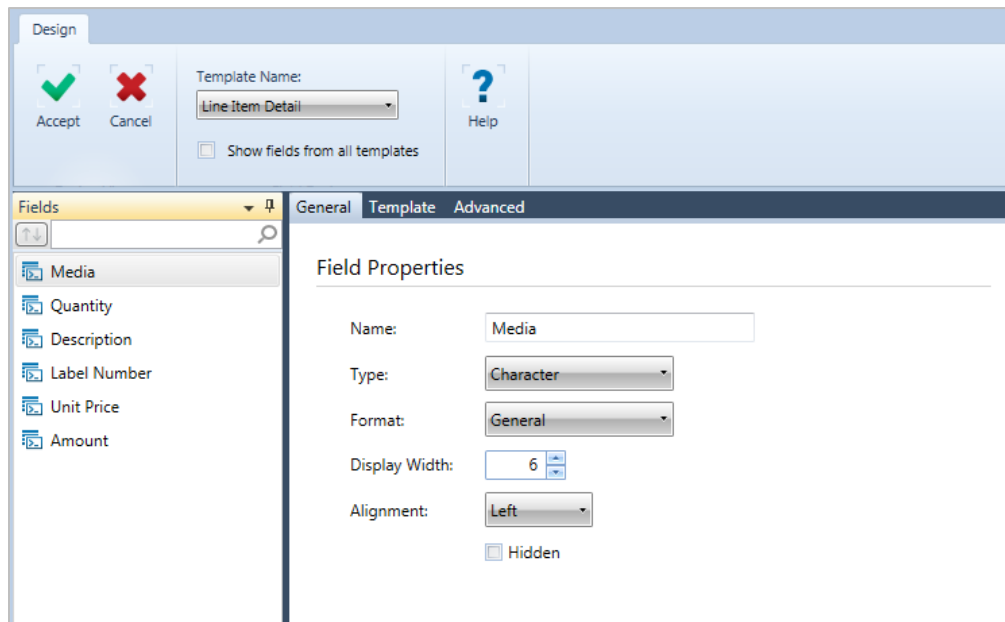 Design
Template Name:
Line Item Detail
Show fields from all templates
Accept
Cancel
Help
Fields
General
Template
Advanced
Media
Quantity
Description
Label Number
Unit Price
Amount
Field Properties
Name:
Media
Type:
Character
Format:
General
Display Width:
6
Alignment:
Left
Hidden